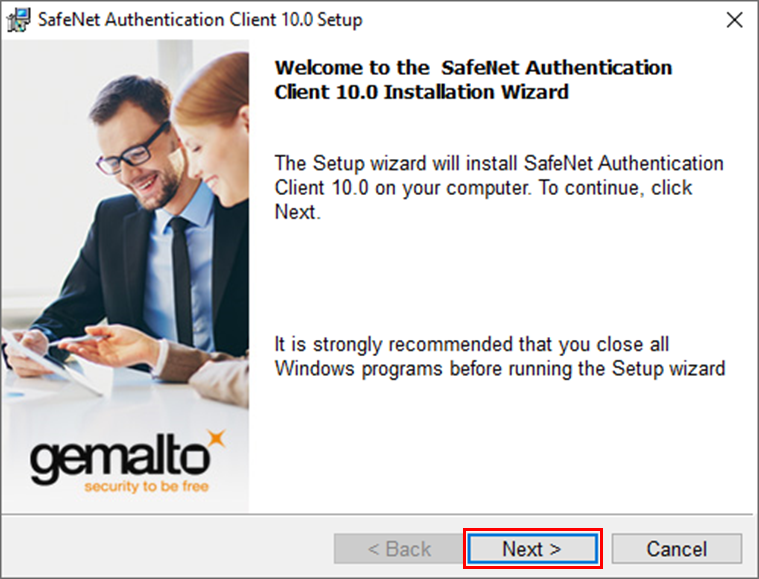 SafeNet Authentication Client 10.0 Setup
Welcome to the  SafeNet Authentication
Client 10.0 Installation Wizard
The Setup wizard will install SafeNet Authentication
Client 10.0 on your computer. To continue, click
Next.
It is strongly recommended that you close all
Windows programs before running the Setup wizard
gemalto
security to be free
< Back
Next >
Cancel